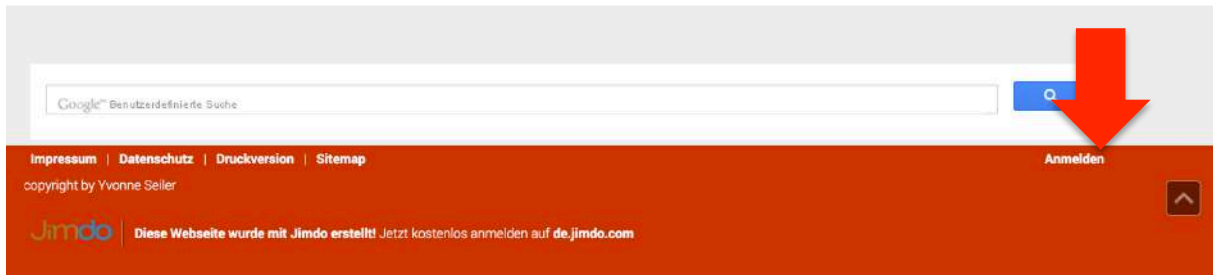 Google™ Benutzerdefinierte Suche
Impressum | Datenschutz | Druckversion | Sitemap
Anmelden
copyright by Yvonne Seiler
Jimdo | Diese Webseite wurde mit Jimdo erstellt! Jetzt kostenlos anmelden auf de.jimdo.com